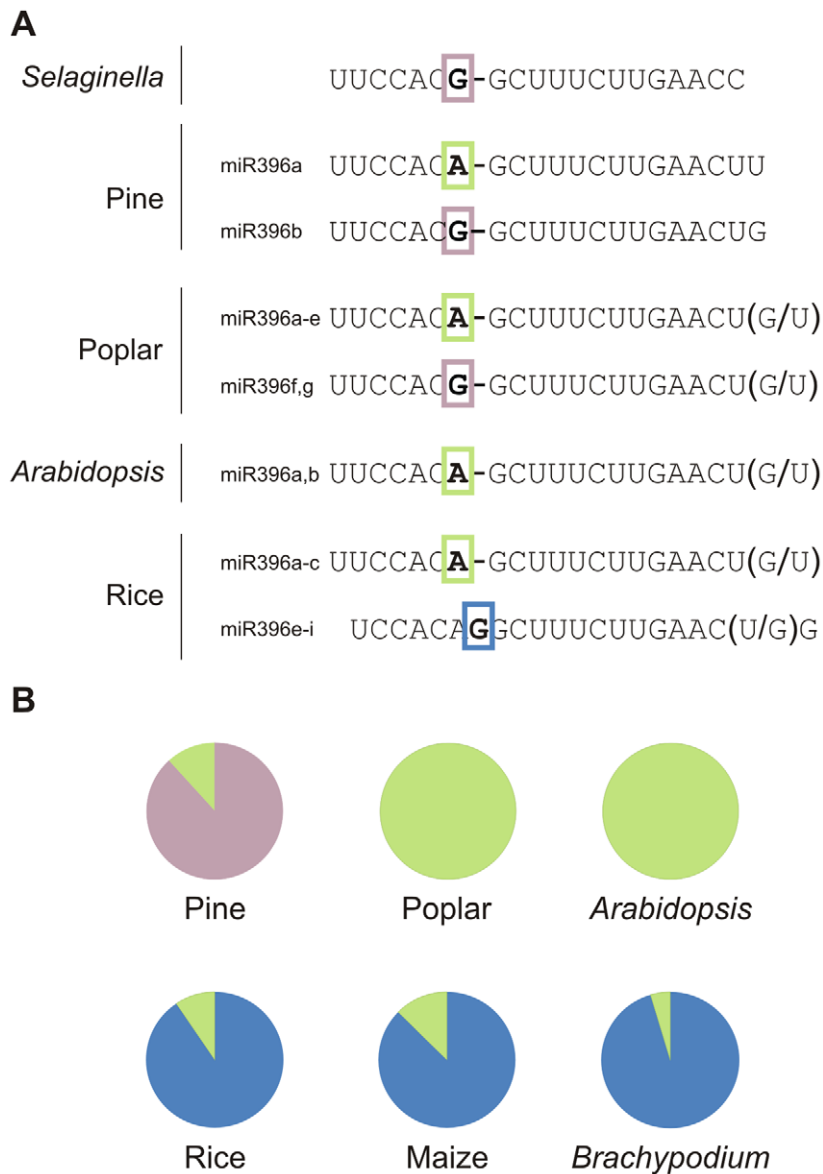 A
Selaginella UUCCACG-GCUUUCUUGAACC
Pine
miR396a UUCCACA-GCUUUCUUGAACUU
miR396b UUCCACG-GCUUUCUUGAACUG
Poplar
miR396a-e UUCCACA-GCUUUCUUGAACU(G/U)
miR396f,g UUCCACG-GCUUUCUUGAACU(G/U)
Arabidopsis miR396a,b UUCCACA-GCUUUCUUGAACU(G/U)
Rice
miR396a-c UUCCACA-GCUUUCUUGAACU(G/U)
miR396e-i UCCACAGGCUUUCUUGAAC(U/G)G
B
Pine Poplar Arabidopsis
Rice Maize Brachypodium